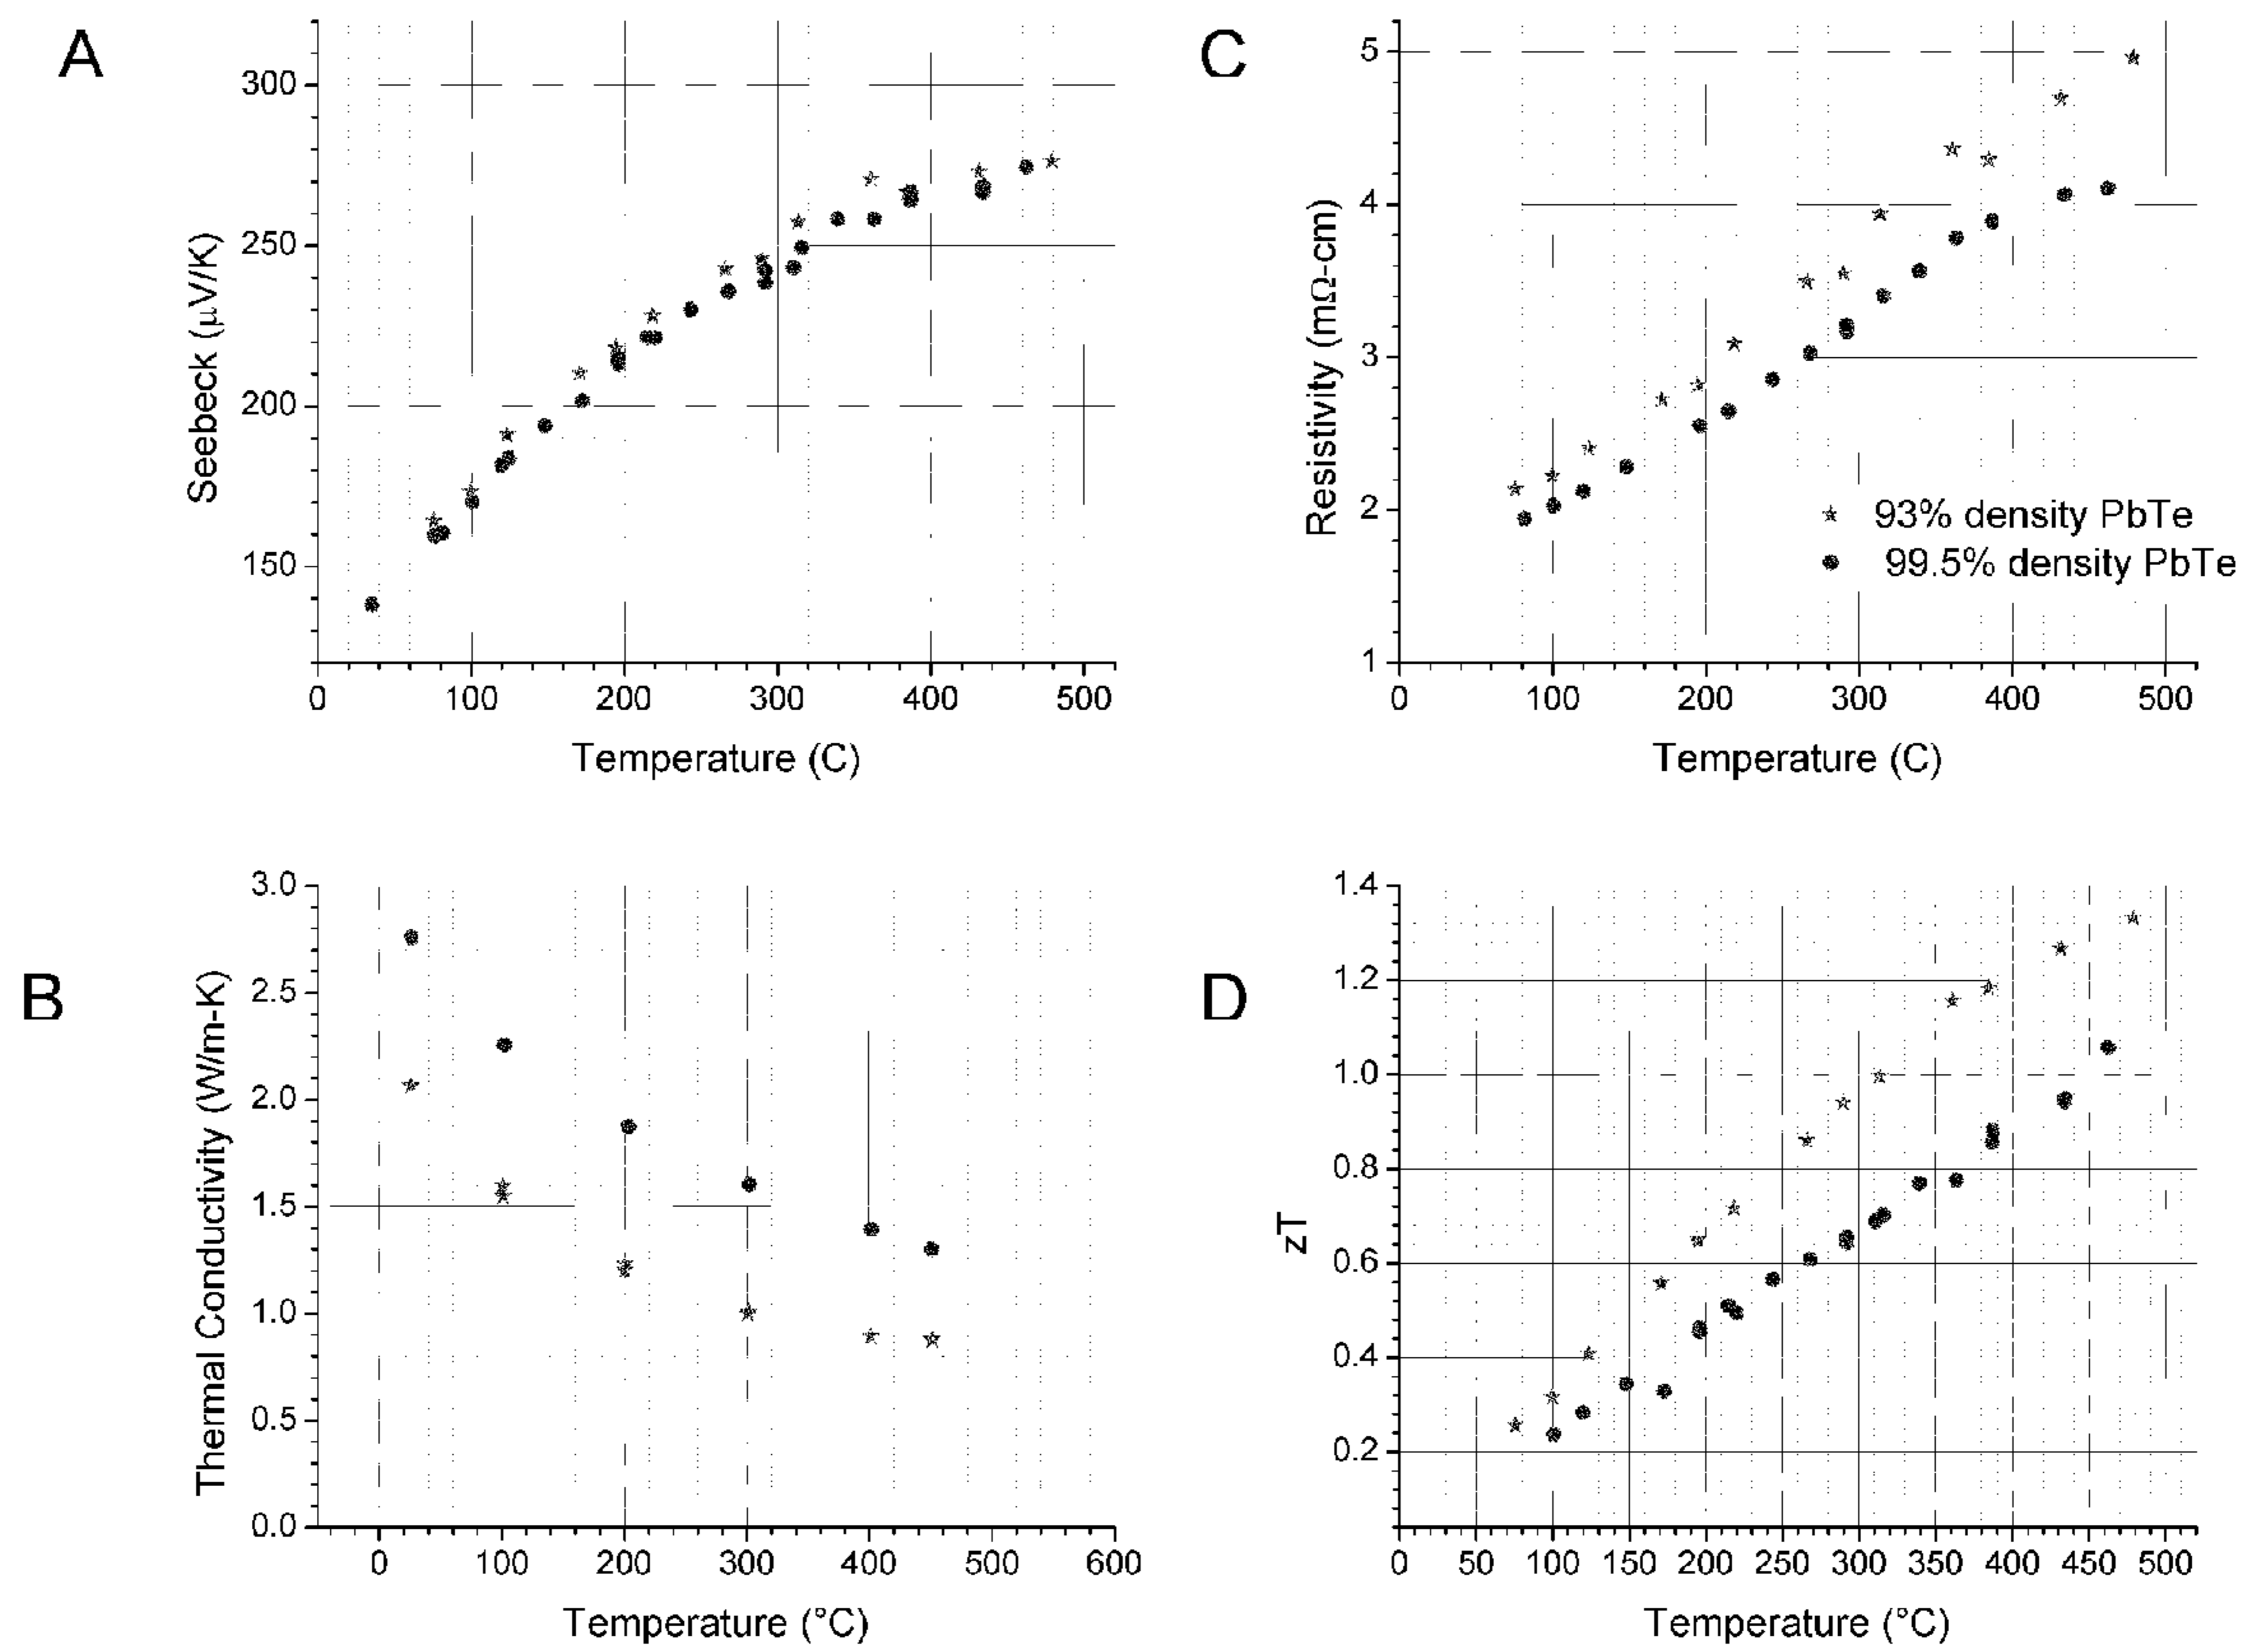 A
300
250
200
150
Seebeck (μV/K)
0 100 200 300 400 500
Temperature (C)
C
5
4
3
2
1
Resistivity (mΩ-cm)
93% density PbTe
99.5% density PbTe
0 100 200 300 400 500
Temperature (C)
B
3.0
2.5
2.0
1.5
1.0
0.5
0.0
Thermal Conductivity (W/m-K)
0 100 200 300 400 500 600
Temperature (°C)
D
1.4
1.2
1.0
0.8
0.6
0.4
0.2
zT
0 50 100 150 200 250 300 350 400 450 500
Temperature (°C)